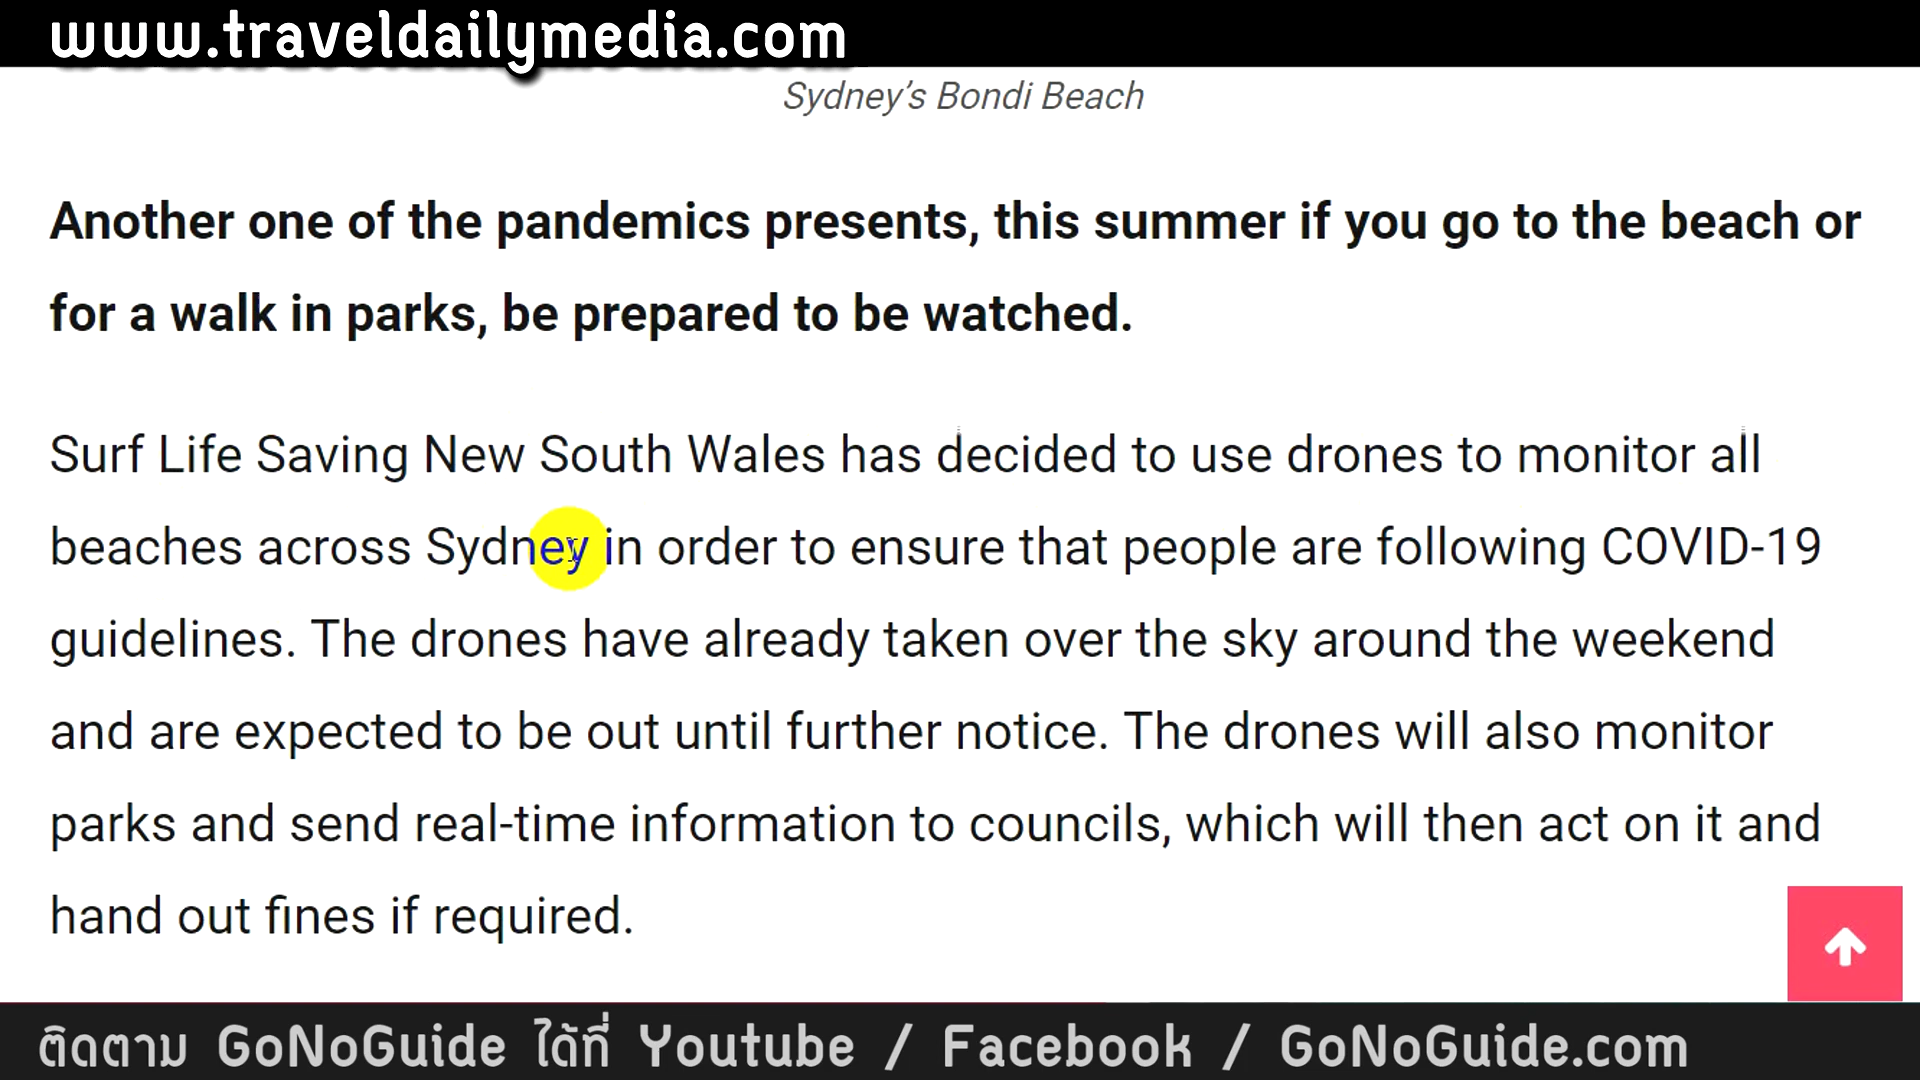 www.traveldailymedia.com
Sydney's Bondi Beach
Another one of the pandemics presents, this summer if you go to the beach or
for a walk in parks, be prepared to be watched.
Surf Life Saving New South Wales has decided to use drones to monitor all
beaches across Sydney in order to ensure that people are following COVID-19
guidelines. The drones have already taken over the sky around the weekend
and are expected to be out until further notice. The drones will also monitor
parks and send real-time information to councils, which will then act on it and
hand out fines if required.
ติดตาม GoNoGuide ได้ที่ Youtube / Facebook / GoNoGuide.com